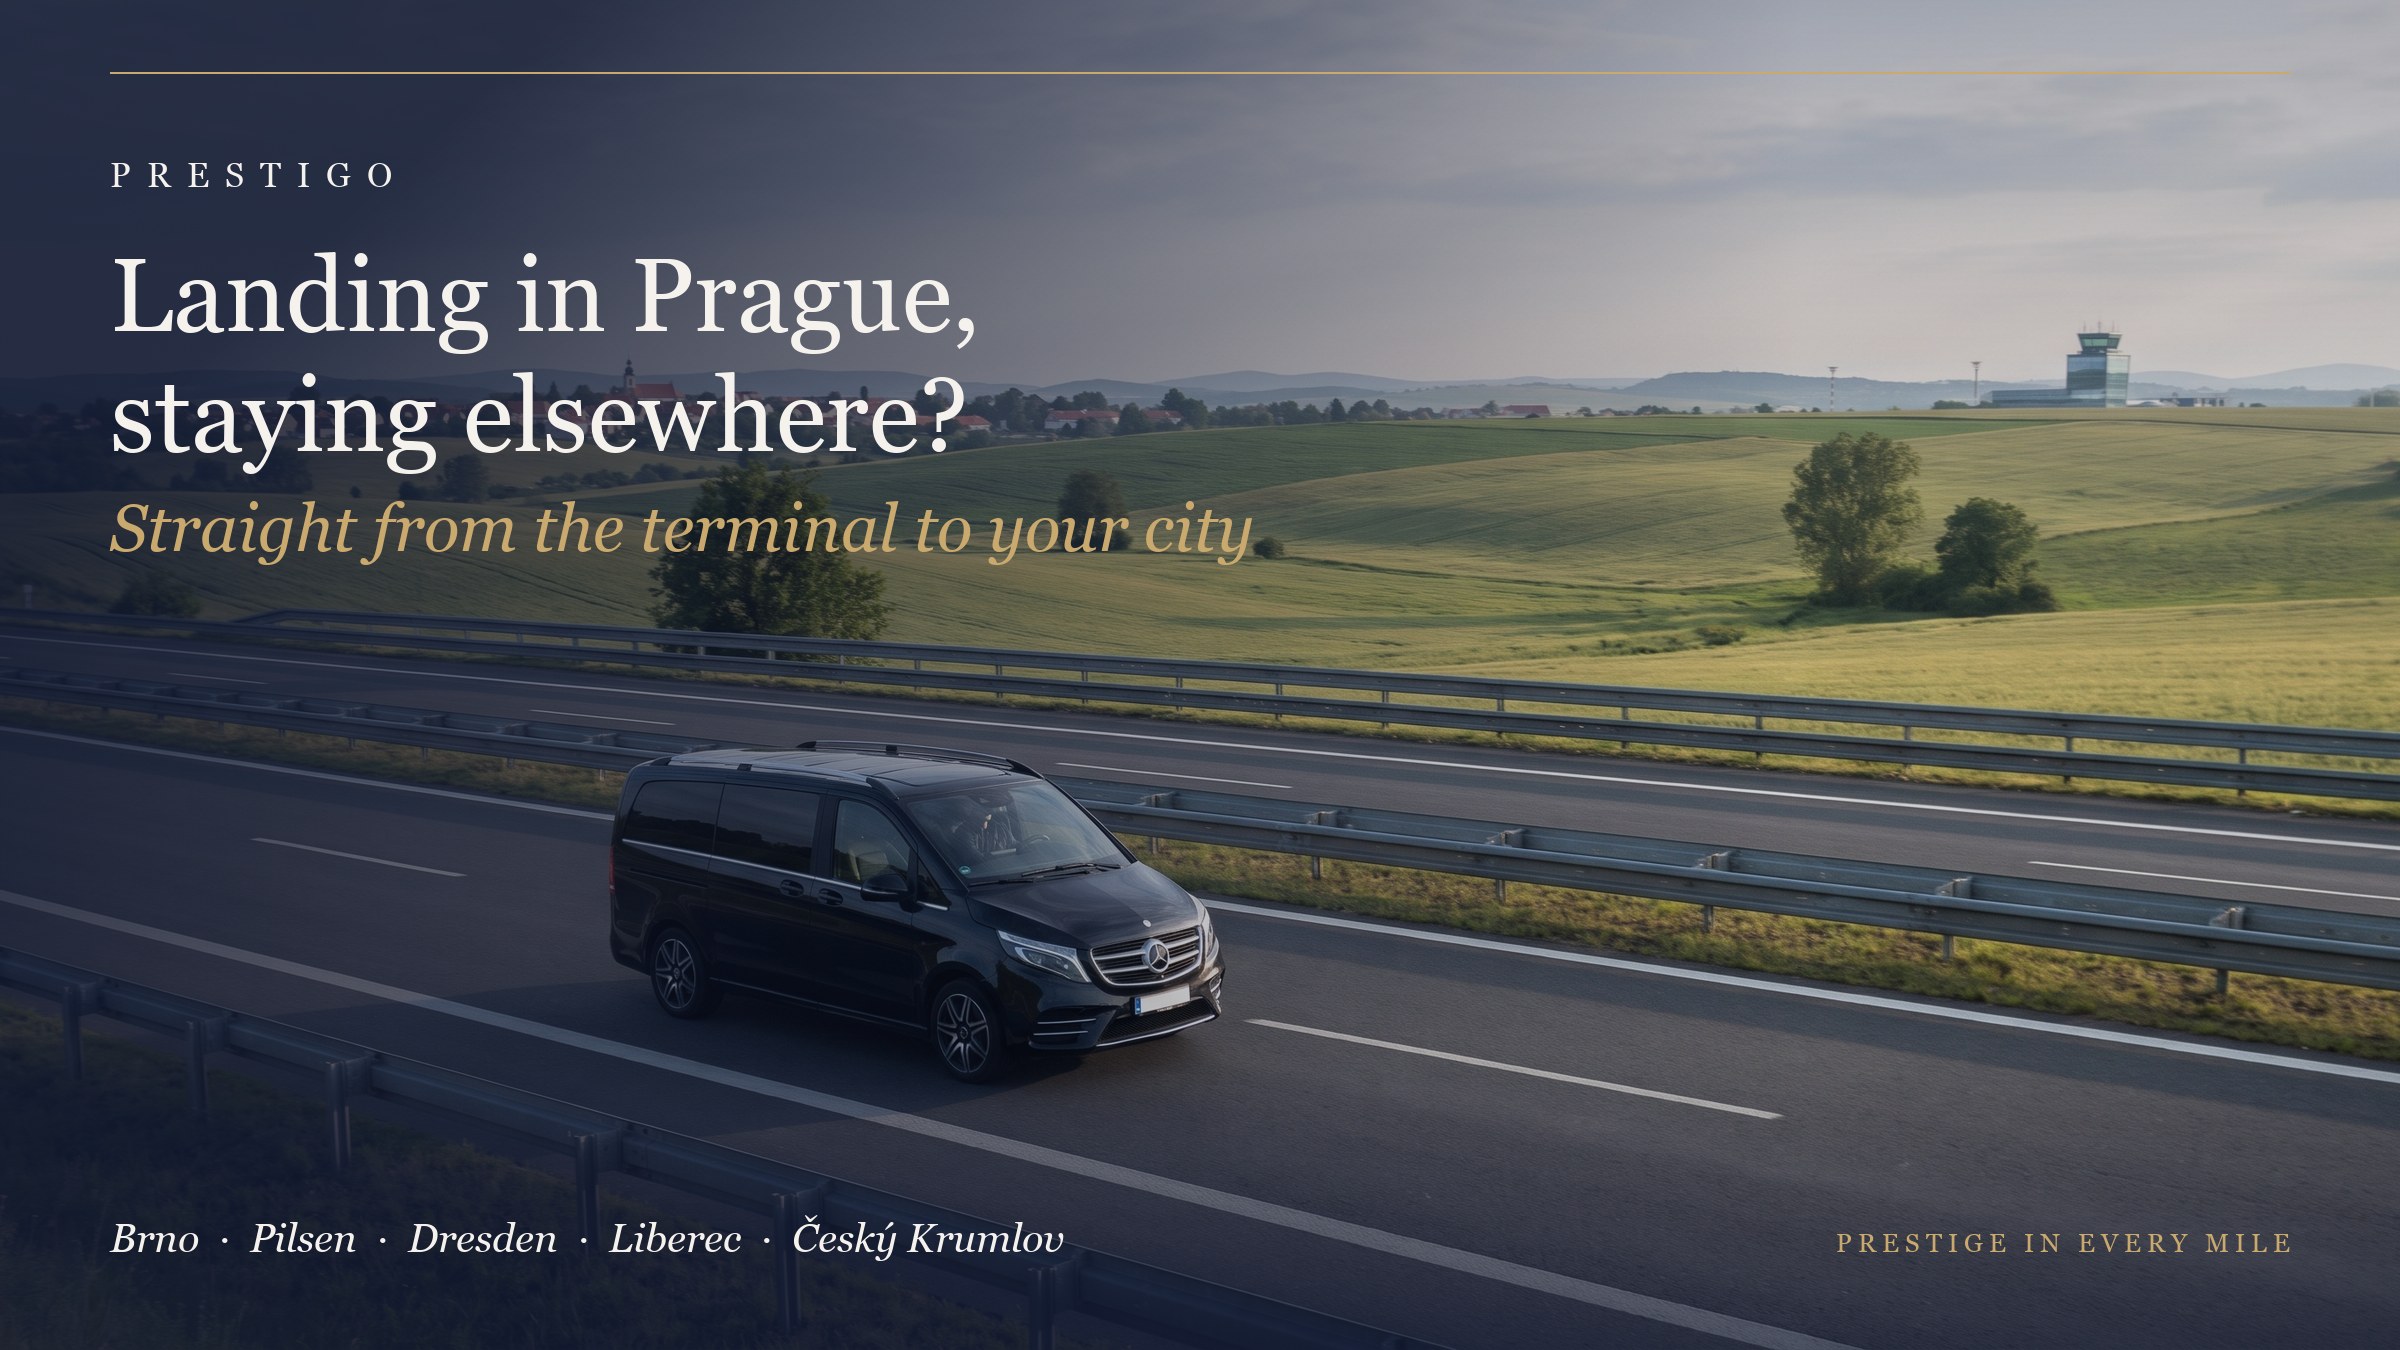 PRESTIGO
Landing in Prague,
staying elsewhere?
Straight from the terminal to your city
Brno · Pilsen · Dresden · Liberec · Český Krumlov
PRESTIGE IN EVERY MILE